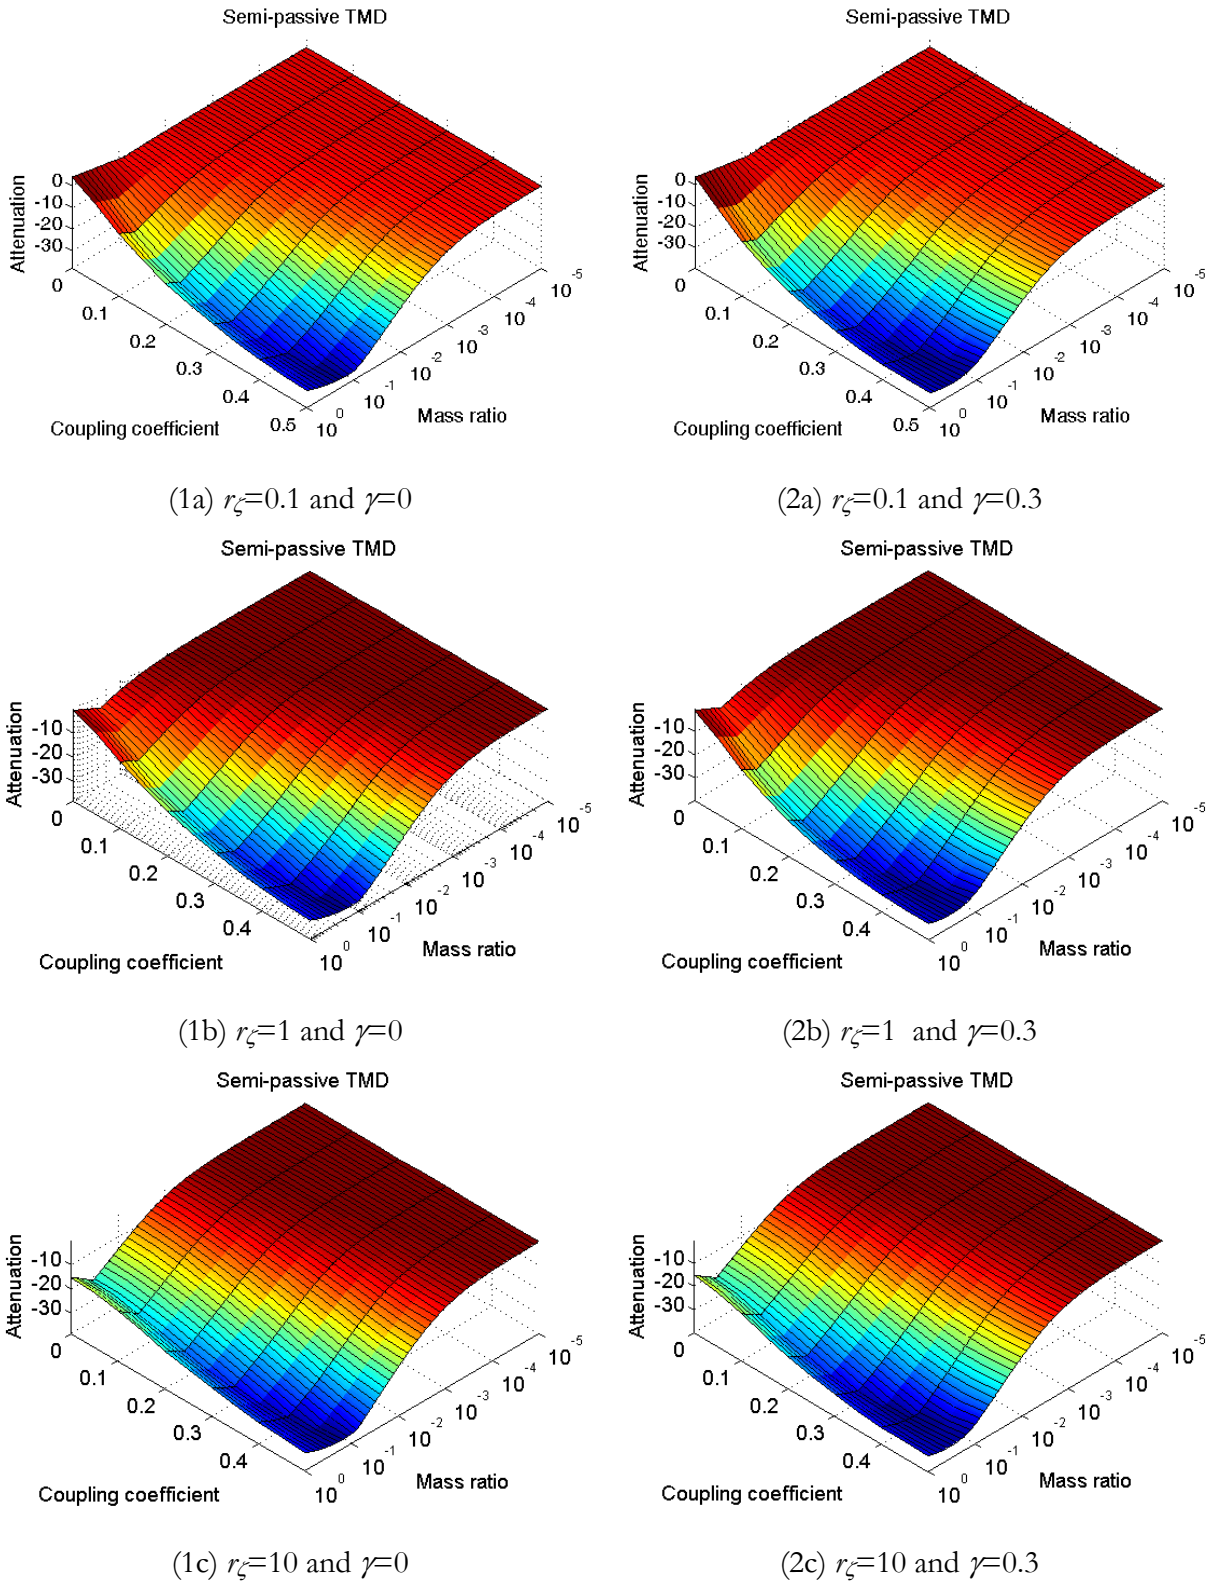 Semi-passive TMD
Attenuation
0
-10
-20
-30
0
0.1
0.2
0.3
0.4
0.5
Coupling coefficient
10^0
10^-1
10^-2
10^-3
10^-4
10^-5
Mass ratio
(1a) rζ=0.1 and γ=0
Semi-passive TMD
Attenuation
0
-10
-20
-30
0
0.1
0.2
0.3
0.4
0.5
Coupling coefficient
10^0
10^-1
10^-2
10^-3
10^-4
10^-5
Mass ratio
(2a) rζ=0.1 and γ=0.3
Semi-passive TMD
Attenuation
-10
-20
-30
0
0.1
0.2
0.3
0.4
Coupling coefficient
10^0
10^-1
10^-2
10^-3
10^-4
10^-5
Mass ratio
(1b) rζ=1 and γ=0
Semi-passive TMD
Attenuation
-10
-20
-30
0
0.1
0.2
0.3
0.4
Coupling coefficient
10^0
10^-1
10^-2
10^-3
10^-4
10^-5
Mass ratio
(2b) rζ=1 and γ=0.3
Semi-passive TMD
Attenuation
-10
-20
-30
0
0.1
0.2
0.3
0.4
Coupling coefficient
10^0
10^-1
10^-2
10^-3
10^-4
10^-5
Mass ratio
(1c) rζ=10 and γ=0
Semi-passive TMD
Attenuation
-10
-20
-30
0
0.1
0.2
0.3
0.4
Coupling coefficient
10^0
10^-1
10^-2
10^-3
10^-4
10^-5
Mass ratio
(2c) rζ=10 and γ=0.3